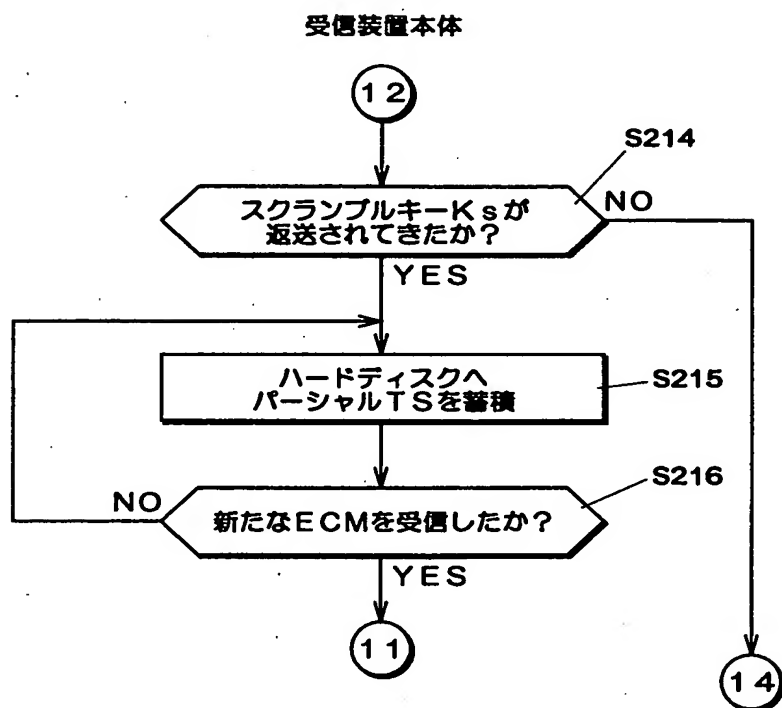 受信装置本体
12
S214
スクランブルキーKsが
返送されてきたか?
NO
YES
ハードディスクへ
パーシャルTSを蓄積
S215
S216
NO
新たなECMを受信したか?
YES
11
14